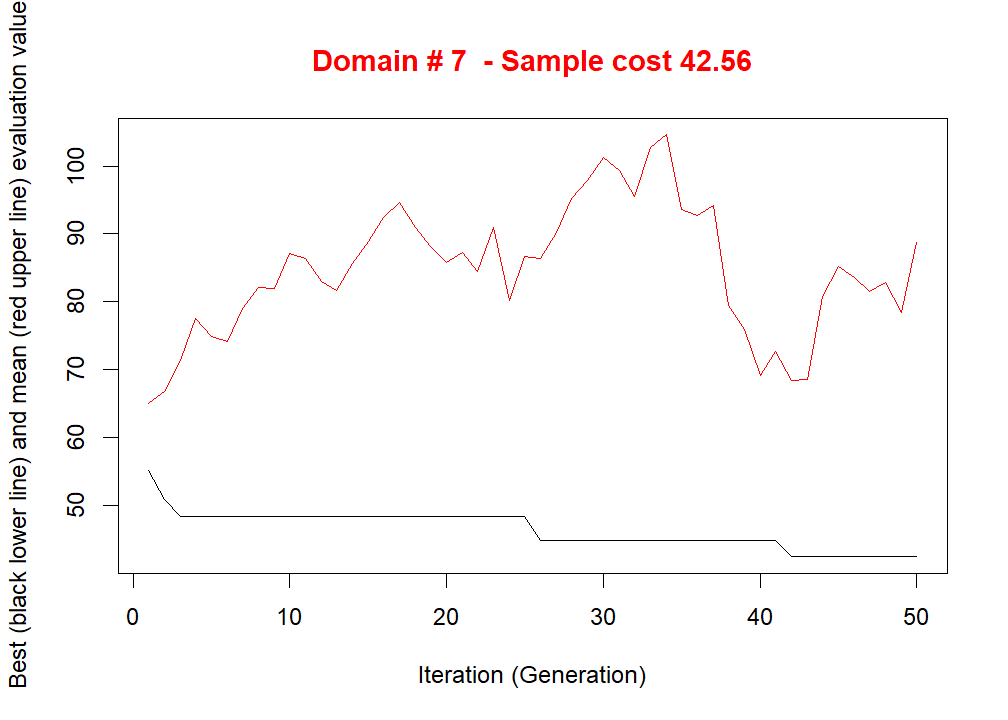 Domain # 7  - Sample cost 42.56
Best (black lower line) and mean (red upper line) evaluation value
100
90
80
70
60
50
0 10 20 30 40 50
Iteration (Generation)